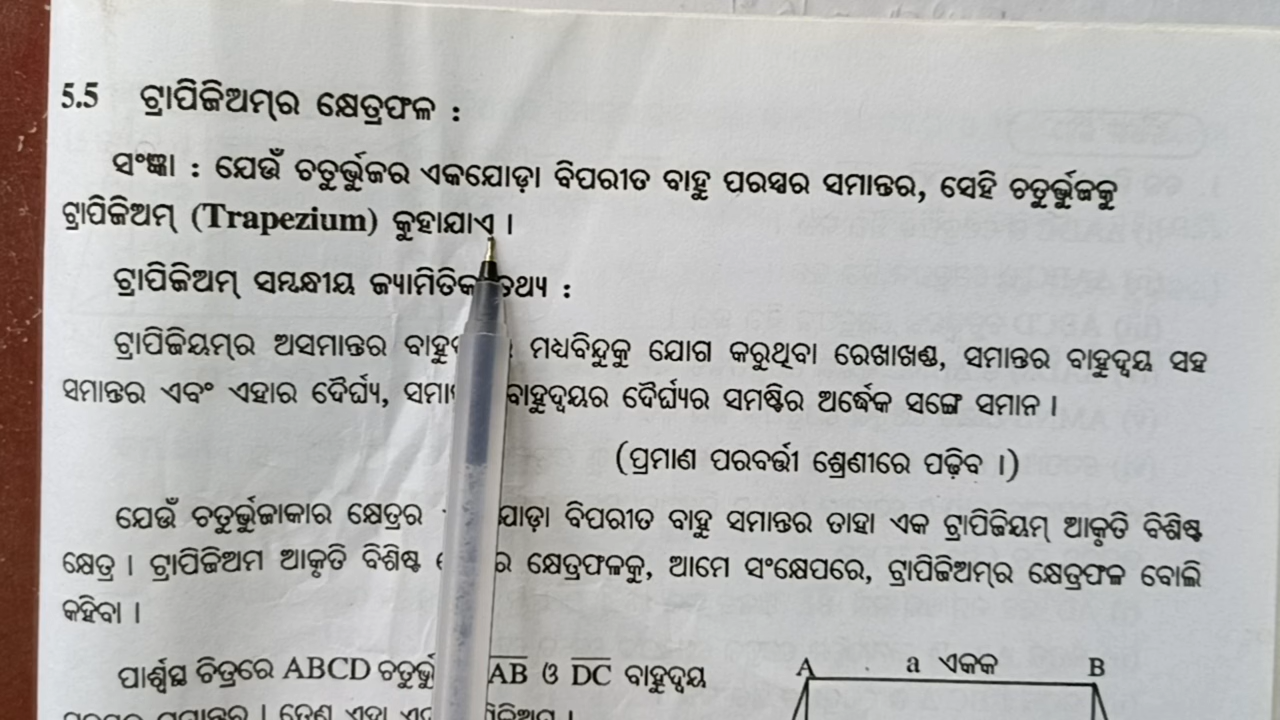 5.5 ଟ୍ରାପିଜିଅମ୍‌ର କ୍ଷେତ୍ରଫଳ :
ସଂଜ୍ଞା : ଯେଉଁ ଚତୁର୍ଭୁଜର ଏକଯୋଡ଼ା ବିପରୀତ ବାହୁ ପରସ୍ପର ସମାନ୍ତର, ସେହି ଚତୁର୍ଭୁଜକୁ
ଟ୍ରାପିଜିଅମ୍ (Trapezium) କୁହାଯାଏ ।
ଟ୍ରାପିଜିଅମ୍ ସମ୍ବନ୍ଧୀୟ ଜ୍ୟାମିତିକ ତଥ୍ୟ :
ଟ୍ରାପିଜିୟମ୍‌ର ଅସମାନ୍ତର ମଧ୍ୟବିନ୍ଦୁକୁ ଯୋଗ କରୁଥିବା ରେଖାଖଣ୍ଡ, ସମାନ୍ତର ବାହୁଦ୍ୱୟ ସହ
ସମାନ୍ତର ଏବଂ ଏହାର ଦୈର୍ଘ୍ୟ, ବାହୁଦ୍ୱୟର ଦୈର୍ଘ୍ୟର ସମଷ୍ଟିର ଅର୍ଦ୍ଧେକ ସଙ୍ଗେ ସମାନ ।
(ପ୍ରମାଣ ପରବର୍ତ୍ତୀ ଶ୍ରେଣୀରେ ପଢ଼ିବ ।)
ଯେଉଁ ଚତୁର୍ଭୁଜାକାର କ୍ଷେତ୍ରର ବିପରୀତ ବାହୁ ସମାନ୍ତର ତାହା ଏକ ଟ୍ରାପିଜିୟମ୍ ଆକୃତି ବିଶିଷ୍ଟ
କ୍ଷେତ୍ର । ଟ୍ରାପିଜିଅମ ଆକୃତି ବିଶିଷ୍ଟ କ୍ଷେତ୍ରଫଳକୁ, ଆମେ ସଂକ୍ଷେପରେ, ଟ୍ରାପିଜିଅମ୍‌ର କ୍ଷେତ୍ରଫଳ ବୋଲି
କହିବା ।
ପାର୍ଶ୍ୱସ୍ଥ ଚିତ୍ରରେ ABCD AB ଓ DC ବାହୁଦ୍ୱୟ
A a ଏକକ B